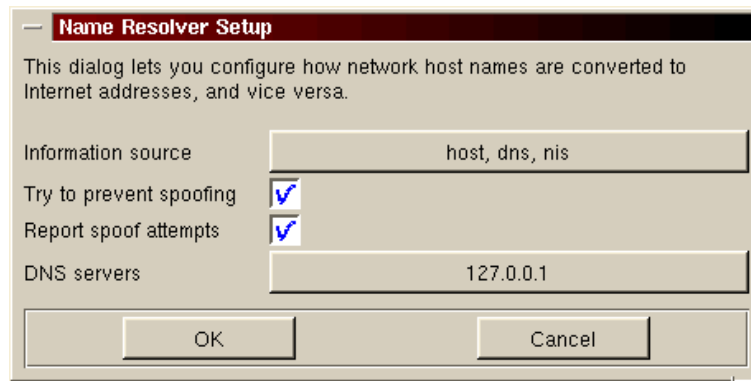 Name Resolver Setup
This dialog lets you configure how network host names are converted to
Internet addresses, and vice versa.
Information source host, dns, nis
Try to prevent spoofing
Report spoof attempts
DNS servers 127.0.0.1
OK Cancel